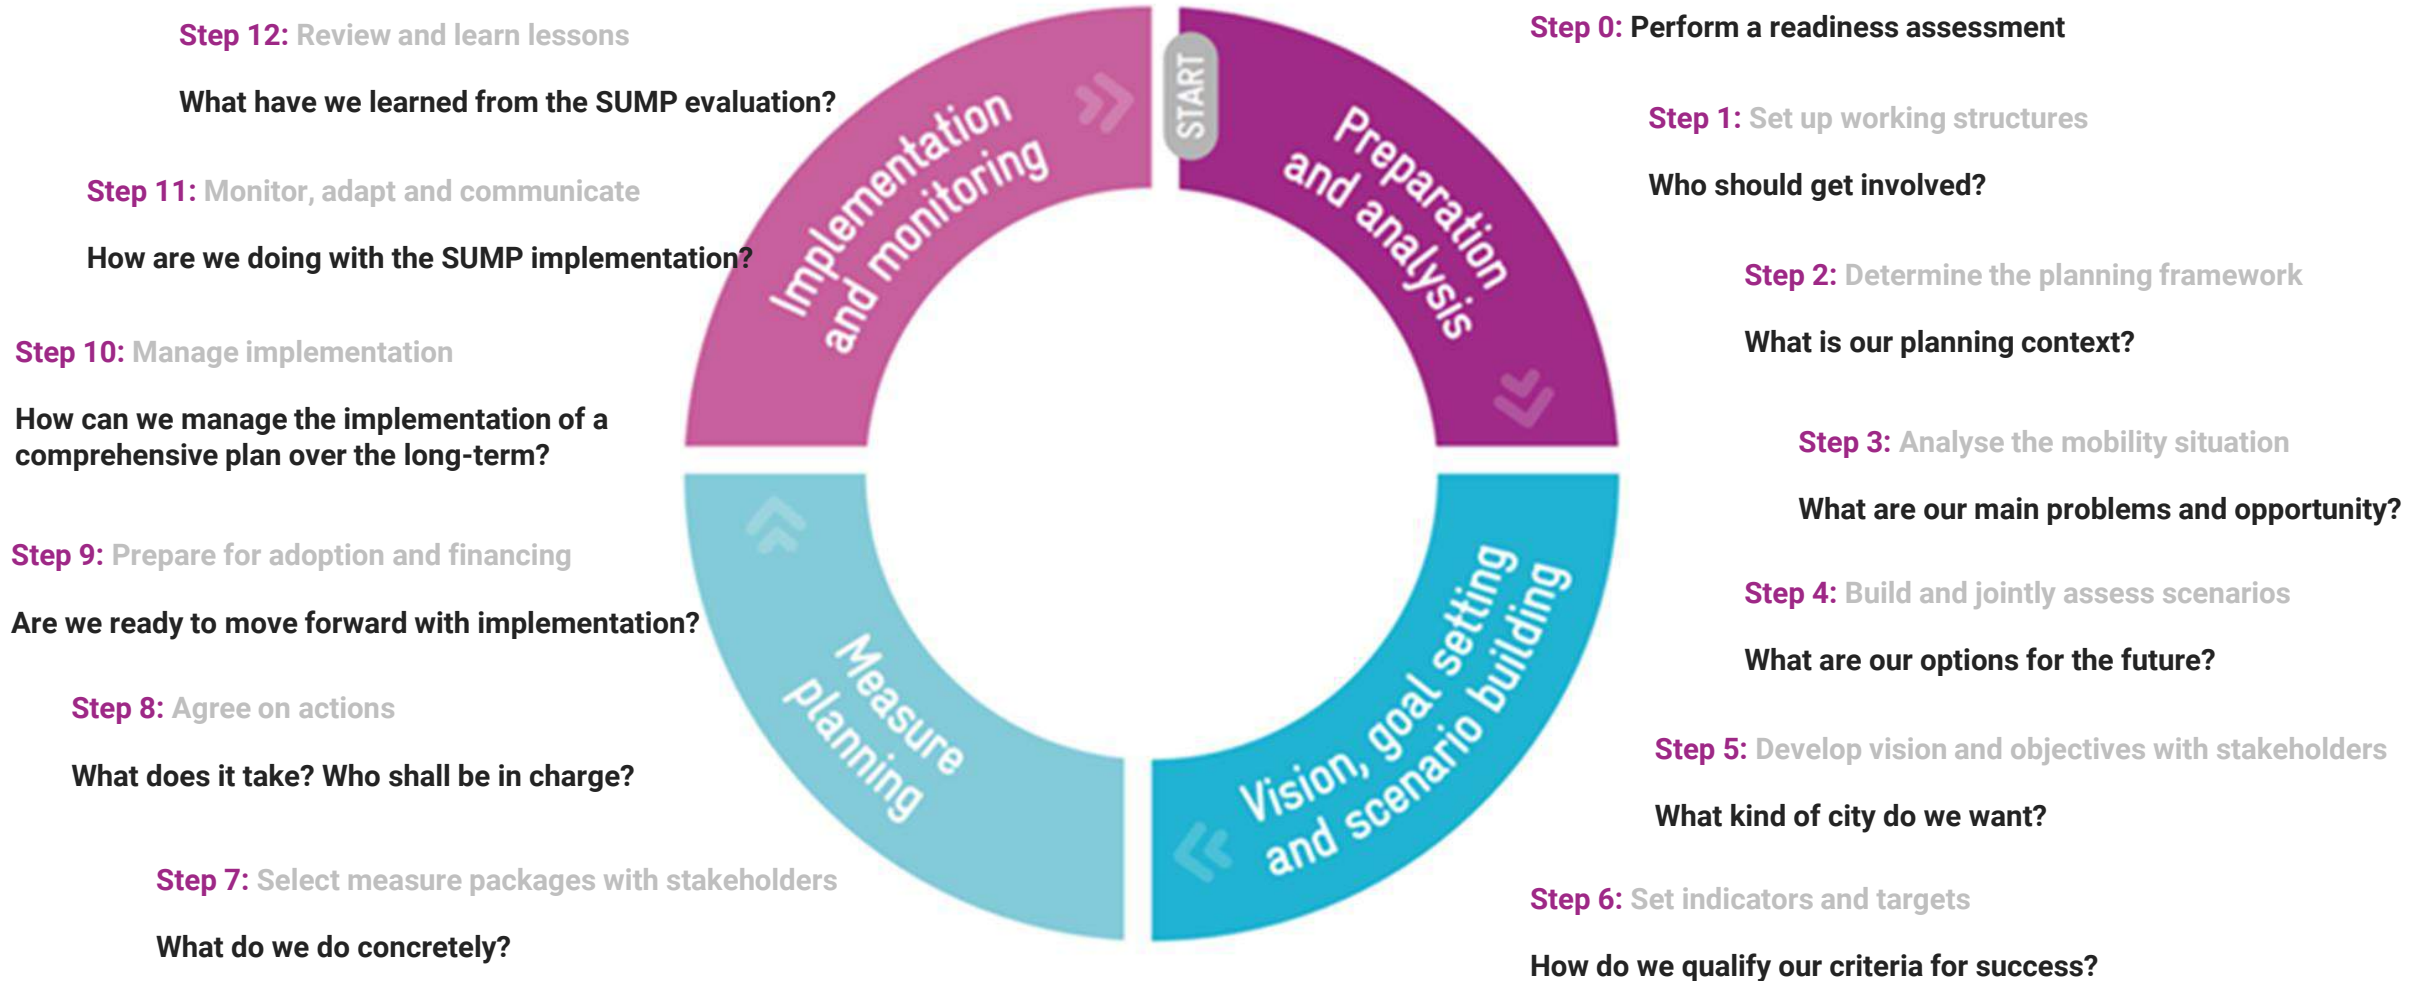 START
Preparation
and analysis
Vision, goal setting
and scenario building
Measure
planning
Implementation
and monitoring
Step 0: Perform a readiness assessment
Step 1: Set up working structures
Who should get involved?
Step 2: Determine the planning framework
What is our planning context?
Step 3: Analyse the mobility situation
What are our main problems and opportunity?
Step 4: Build and jointly assess scenarios
What are our options for the future?
Step 5: Develop vision and objectives with stakeholders
What kind of city do we want?
Step 6: Set indicators and targets
How do we qualify our criteria for success?
Step 7: Select measure packages with stakeholders
What do we do concretely?
Step 8: Agree on actions
What does it take? Who shall be in charge?
Step 9: Prepare for adoption and financing
Are we ready to move forward with implementation?
Step 10: Manage implementation
How can we manage the implementation of a
comprehensive plan over the long-term?
Step 11: Monitor, adapt and communicate
How are we doing with the SUMP implementation?
Step 12: Review and learn lessons
What have we learned from the SUMP evaluation?